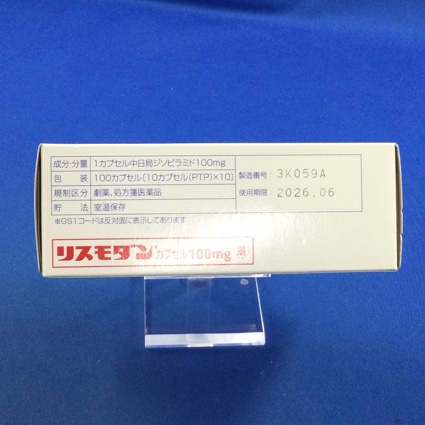 成分・分量 1カプセル中日局ジソピラミド100mg
包装 100カプセル(10カプセル(PTP)×10)
規制区分 劇薬、処方箋医薬品
貯法 室温保存
※GS1コードは反対面に表示してあります
製造番号: 3K059A
使用期限: 2026.06
リスモダンカプセル100mg 劇